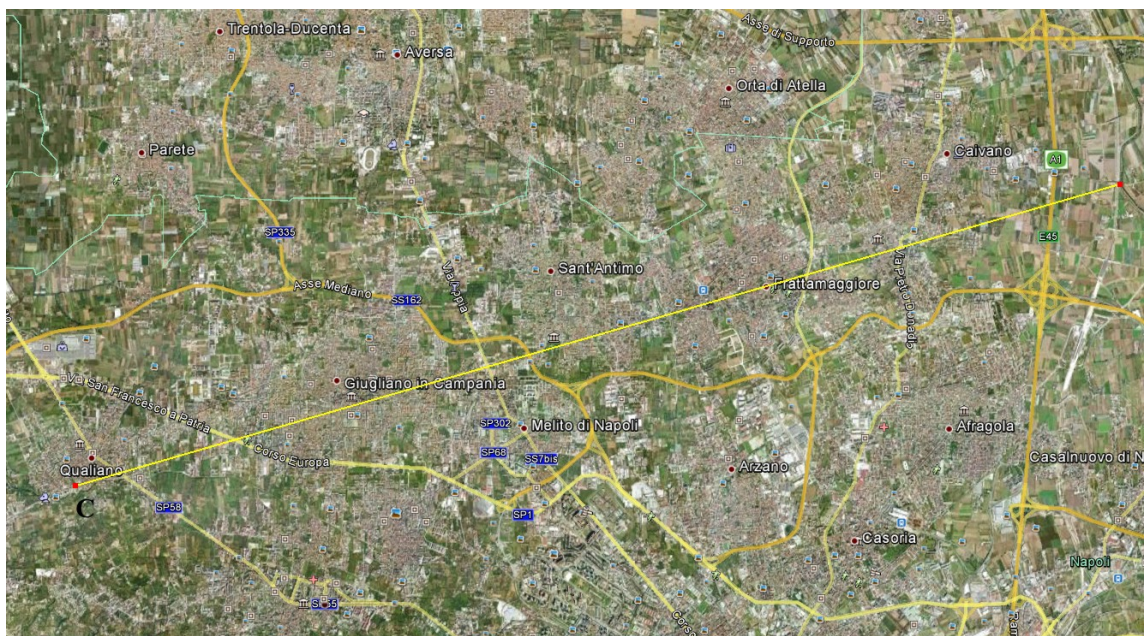 Trentola-Ducenta
Aversa
Asse di Supporto
Orta di Atella
Parete
Caivano
A1
SP335
E45
Via Appia
Sant'Antimo
Asse Mediano
SS162
Frattamaggiore
Giugliano in Campania
Via San Francesco a Patria
SP302
Melito di Napoli
Afragola
Corso Europa
SP68
SS7bis
Qualiano
Arzano
Casalnuovo di N
C
SP58
SP1
Casoria
Napoli
Corso
Ram